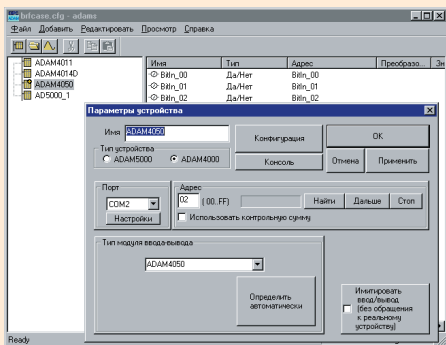 brfcase.cfg - adams
Файл Добавить Редактировать Просмотр Справка
Имя Тип Адрес Преобразо... Зн
ADAM4011
ADAM4014D
ADAM4050
AD5000_1
BitIn_00 Да/Нет BitIn_00
BitIn_01 Да/Нет BitIn_01
BitIn_02 Да/Нет BitIn_02
Параметры устройства
Имя ADAM4050
Конфигурация
OK
Тип устройства
ADAM5000 ADAM4000
Консоль
Отмена
Применить
Порт
COM2
Настройки
Адрес
02 (00..FF)
Найти Дальше Стоп
Использовать контрольную сумму
Тип модуля ввода-вывода
ADAM4050
Определить автоматически
Имитировать ввод/вывод (без обращения к реальному устройству)
Ready